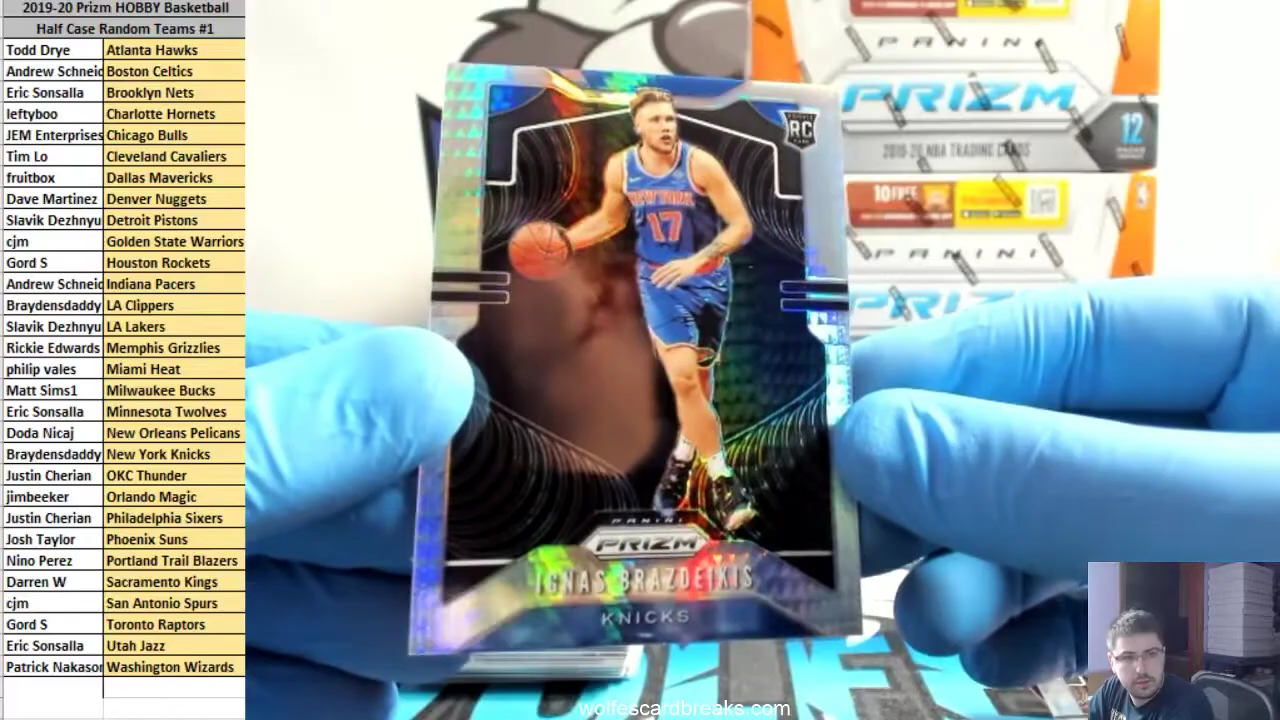 2019-20 Prizm HOBBY Basketball
Half Case Random Teams #1
Todd Drye Atlanta Hawks
Andrew Schneid Boston Celtics
Eric Sonsalla Brooklyn Nets
leftyboo Charlotte Hornets
JEM Enterprises Chicago Bulls
Tim Lo Cleveland Cavaliers
fruitbox Dallas Mavericks
Dave Martinez Denver Nuggets
Slavik Dezhnyu Detroit Pistons
cjm Golden State Warriors
Gord S Houston Rockets
Andrew Schneid Indiana Pacers
Braydensdaddy LA Clippers
Slavik Dezhnyu LA Lakers
Rickie Edwards Memphis Grizzlies
philip vales Miami Heat
Matt Sims1 Milwaukee Bucks
Eric Sonsalla Minnesota Twolves
Doda Nicaj New Orleans Pelicans
Braydensdaddy New York Knicks
Justin Cherian OKC Thunder
jimbeeker Orlando Magic
Justin Cherian Philadelphia Sixers
Josh Taylor Phoenix Suns
Nino Perez Portland Trail Blazers
Darren W Sacramento Kings
cjm San Antonio Spurs
Gord S Toronto Raptors
Eric Sonsalla Utah Jazz
Patrick Nakason Washington Wizards
RC
NEW YORK
17
PANINI
PRIZM
IGNAS BRAZDEIKIS
KNICKS
PANINI
PRIZM
2019-20 NBA TRADING CARDS
12
10 FREE
PANINI
PRIZM
wolfescardbreaks.com